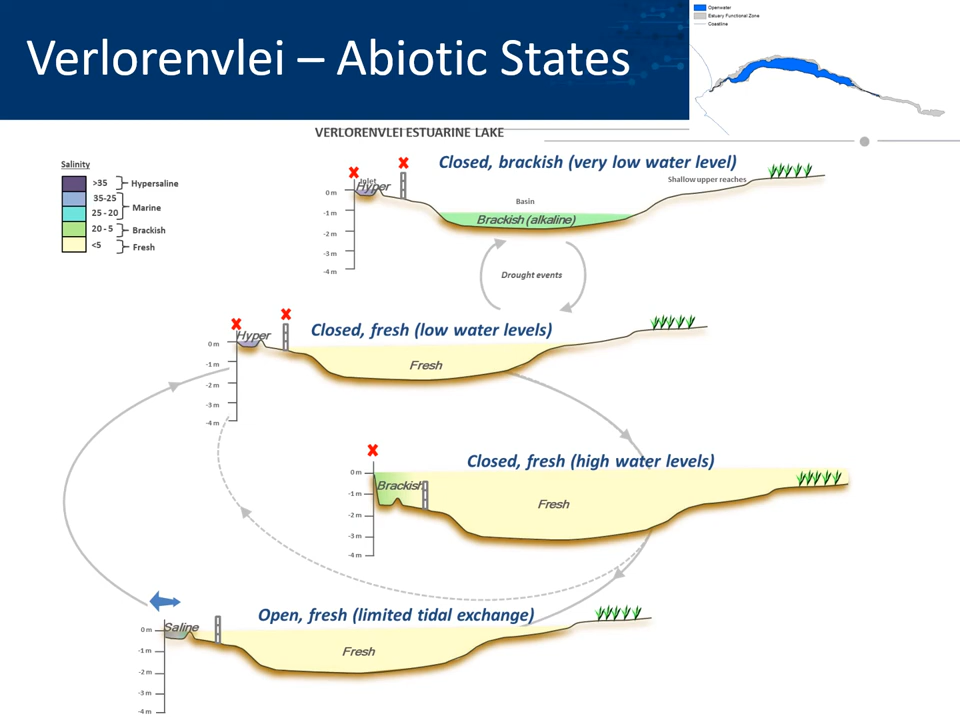 Verlorenvlei – Abiotic States
Openwater
Estuary Functional Zone
Coastline
VERLORENVLEI ESTUARINE LAKE
Salinity
>35
Hypersaline
35-25
25 - 20
Marine
20 - 5
Brackish
<5
Fresh
Closed, brackish (very low water level)
Inlet
Hyper
Shallow upper reaches
Basin
Brackish (alkaline)
0 m
-1 m
-2 m
-3 m
-4 m
Drought events
Closed, fresh (low water levels)
Hyper
Fresh
0 m
-1 m
-2 m
-3 m
-4 m
Closed, fresh (high water levels)
Brackish
Fresh
0 m
-1 m
-2 m
-3 m
-4 m
Open, fresh (limited tidal exchange)
Saline
Fresh
0 m
-1 m
-2 m
-3 m
-4 m